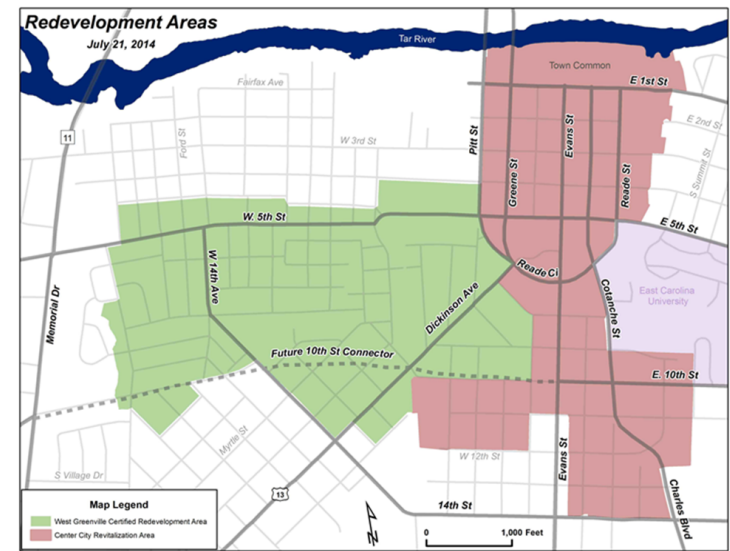 Redevelopment Areas
July 21, 2014
Tar River
Town Common
E 1st St
Fairfax Ave
11
E 2nd St
Ford St
W 3rd St
Pitt St
Greene St
Evans St
Reade St
S Summit St
W. 5th St
E 5th St
W 14th Ave
Reade Ci
East Carolina
University
Memorial Dr
Dickinson Ave
Cotanche St
Future 10th St Connector
E. 10th St
Myrtle St
W 12th St
Evans St
S Village Dr
13
14th St
Charles Blvd
Map Legend
West Greenville Certified Redevelopment Area
Center City Revitalization Area
N
0 1,000 Feet